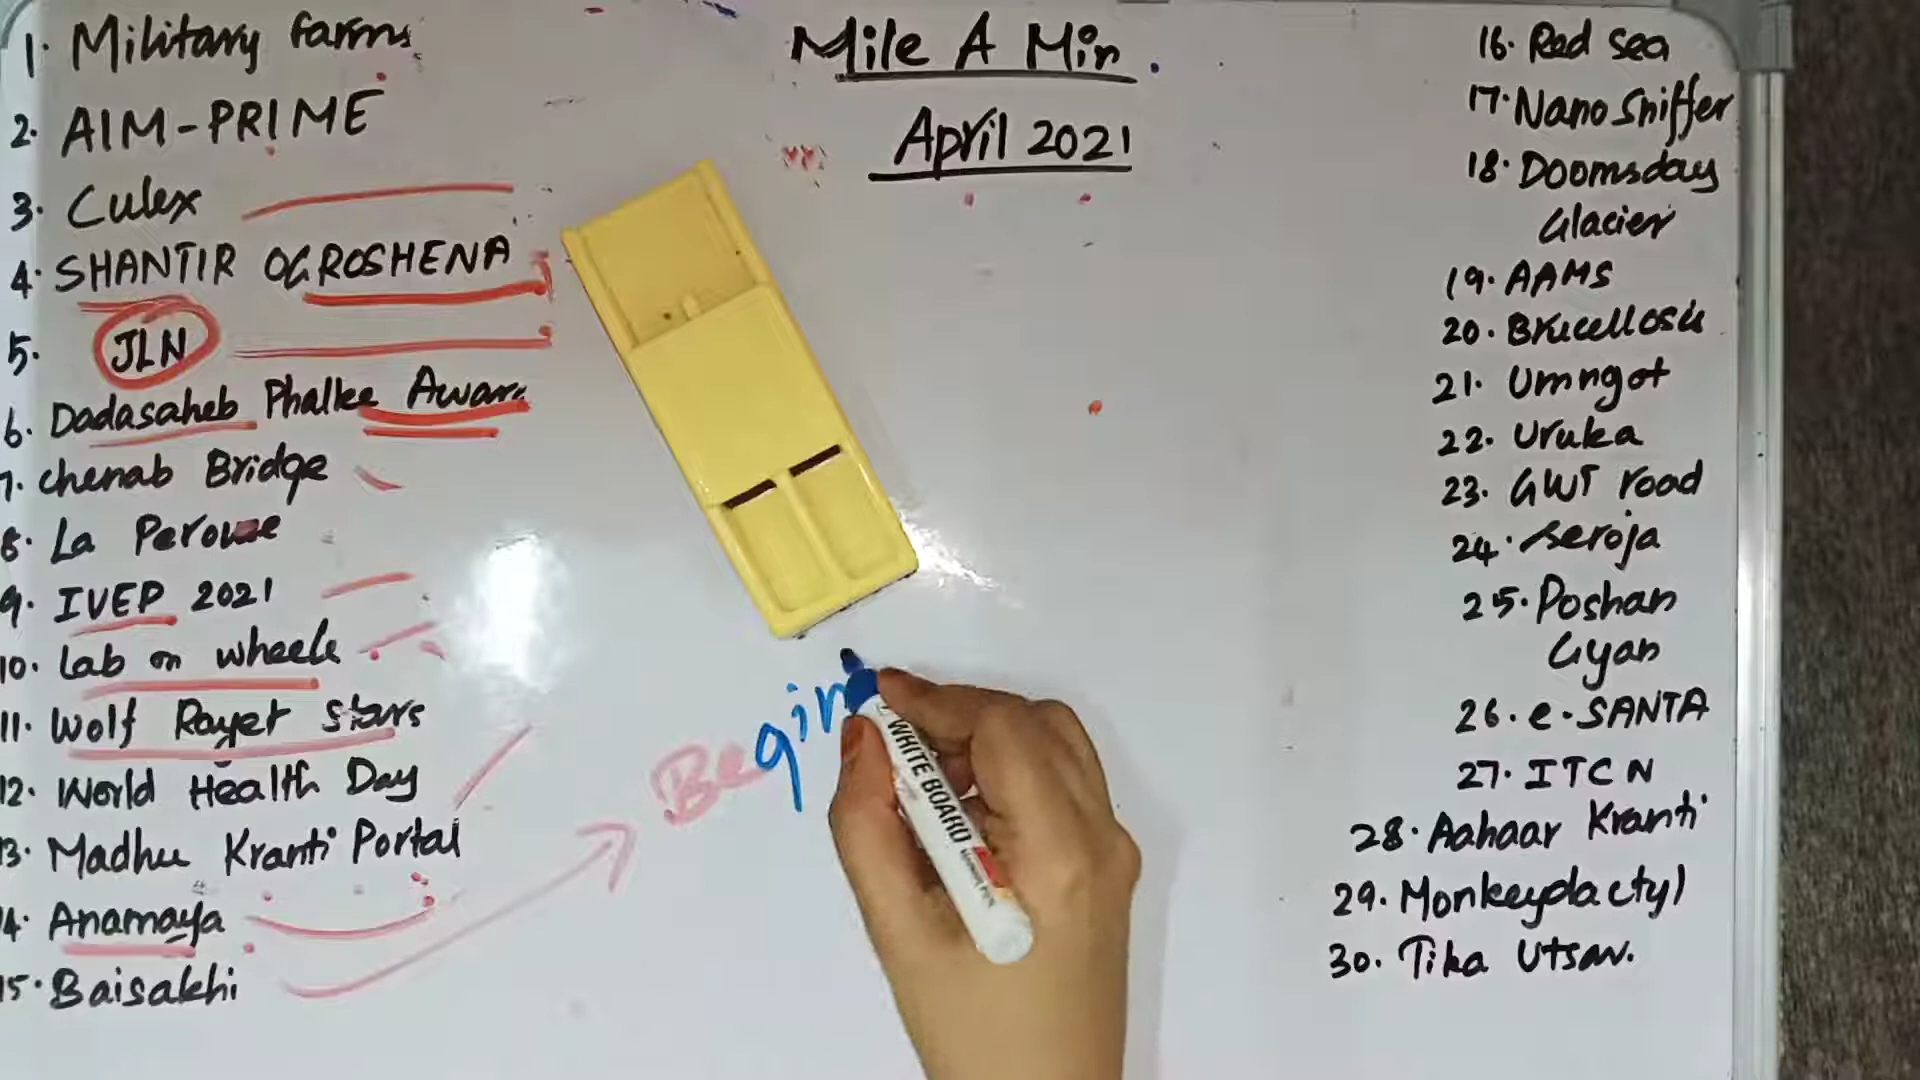 Mile A Min
April 2021
1. Military farms
2. AIM-PRIME
3. Culex
4. SHANTIR OGROSHENA
5. JLN
6. Dadasaheb Phalke Awar
7. Chenab Bridge
8. La Perouse
9. IVEP 2021
10. Lab on wheels
11. Wolf Rayet Stars
12. World Health Day
13. Madhu Kranti Portal
14. Anamaya
15. Baisakhi
Begin
WHITE BOARD
16. Red Sea
17. Nano Sniffer
18. Doomsday
Glacier
19. AAMS
20. Brucellosis
21. Umngot
22. Uruka
23. GWT road
24. Seroja
25. Poshan
Gyan
26. e-SANTA
27. ITCN
28. Aahaar Kranti
29. Monkeydactyl
30. Tika Utsav.